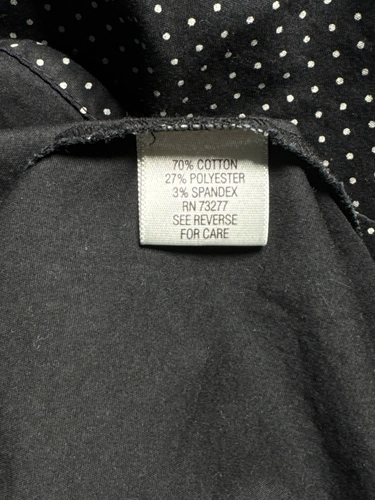 70% COTTON
27% POLYESTER
3% SPANDEX
RN 73277
SEE REVERSE
FOR CARE